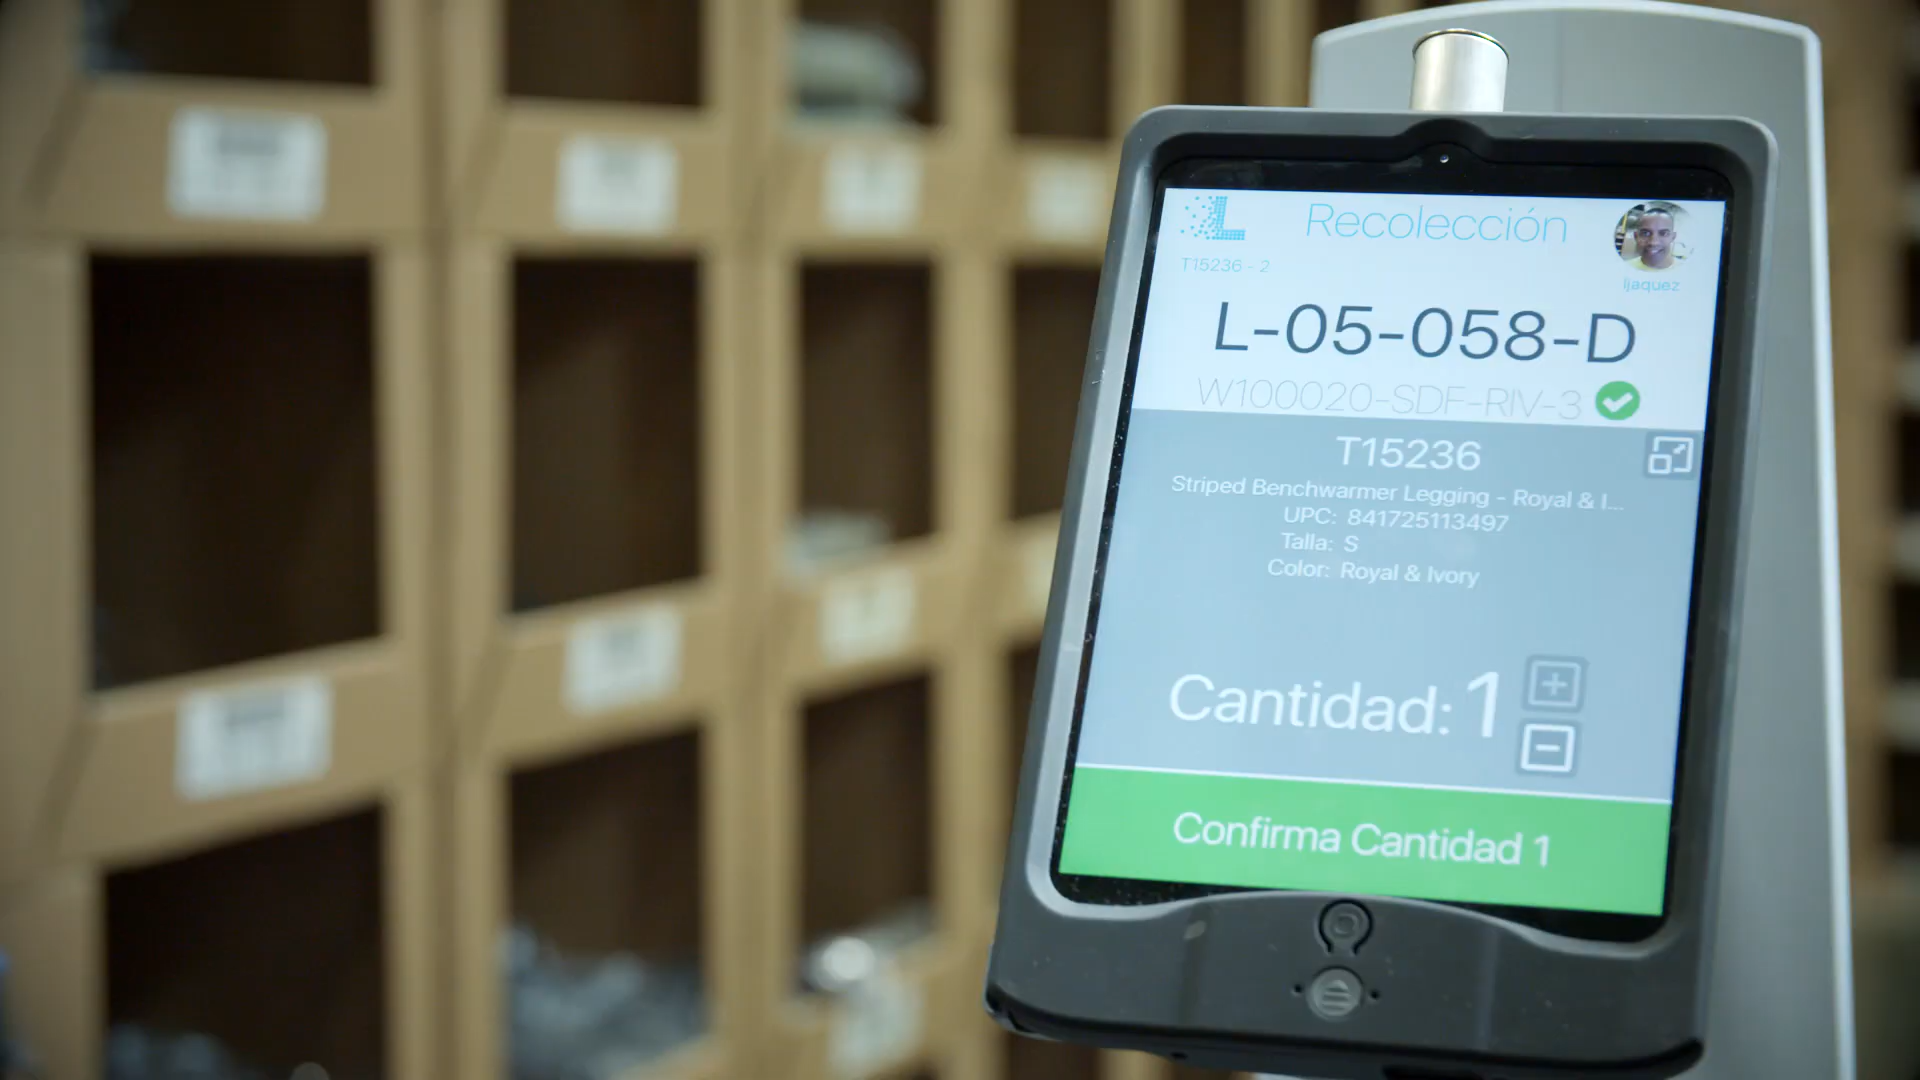 Recolección
T15236 - 2
ljaquez
L-05-058-D
W100020-SDF-RIV-3
T15236
Striped Benchwarmer Legging - Royal & I...
UPC: 841725113497
Talla: S
Color: Royal & Ivory
Cantidad: 1
Confirma Cantidad 1